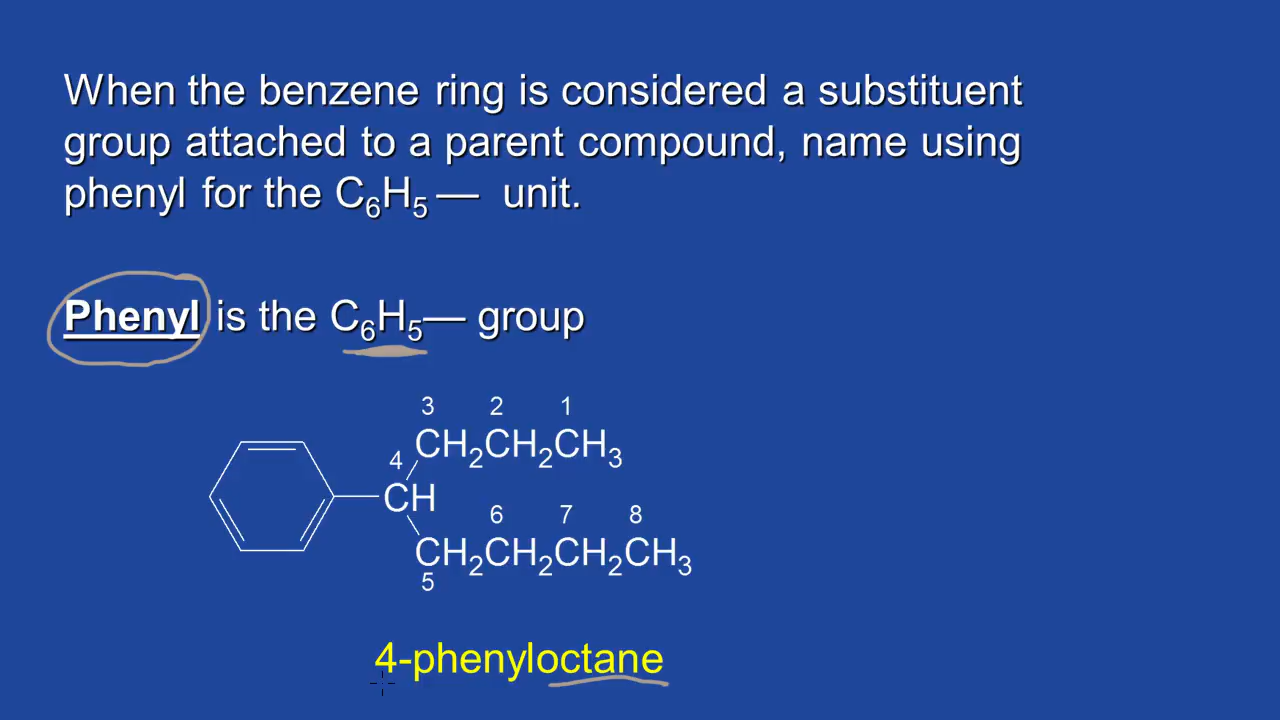 When the benzene ring is considered a substituent
group attached to a parent compound, name using
phenyl for the C₆H₅— unit.
Phenyl is the C₆H₅— group
3 2 1
CH₂CH₂CH₃
4
CH
6 7 8
CH₂CH₂CH₂CH₃
5
4-phenyloctane